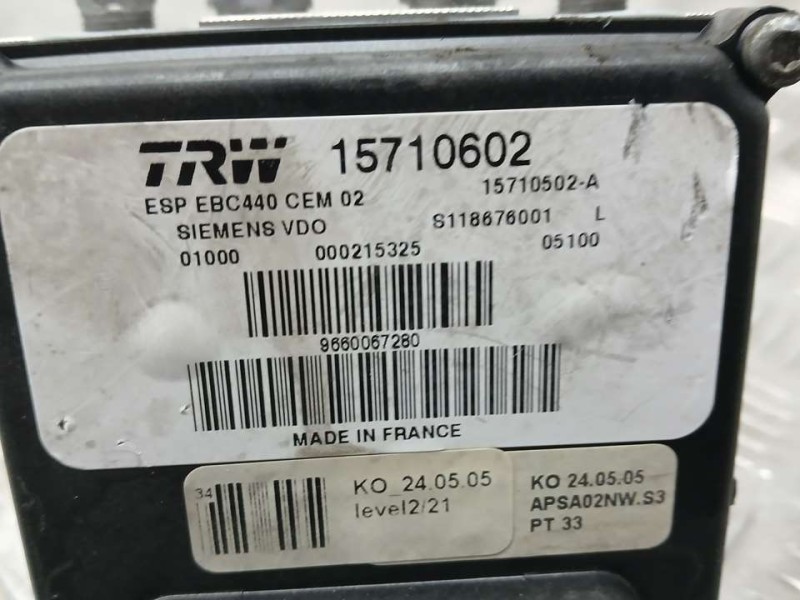 TRW 15710602
ESP EBC440 CEM 02 15710502-A
SIEMENS VDO S118676001 L
01000 000215325 05100
9660067280
MADE IN FRANCE
34
KO_24.05.05
level2/21
KO 24.05.05
APSA02NW.S3
PT 33